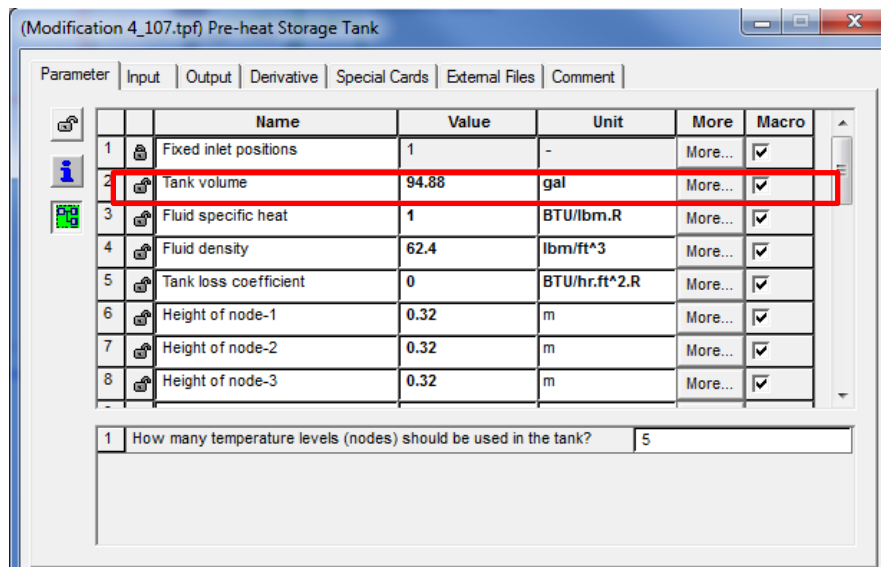 (Modification 4_107.tpf) Pre-heat Storage Tank
Parameter Input Output Derivative Special Cards External Files Comment
Name Value Unit More Macro
1 Fixed inlet positions 1 - More...
2 Tank volume 94.88 gal More...
3 Fluid specific heat 1 BTU/lbm.R More...
4 Fluid density 62.4 lbm/ft^3 More...
5 Tank loss coefficient 0 BTU/hr.ft^2.R More...
6 Height of node-1 0.32 m More...
7 Height of node-2 0.32 m More...
8 Height of node-3 0.32 m More...
1 How many temperature levels (nodes) should be used in the tank? 5